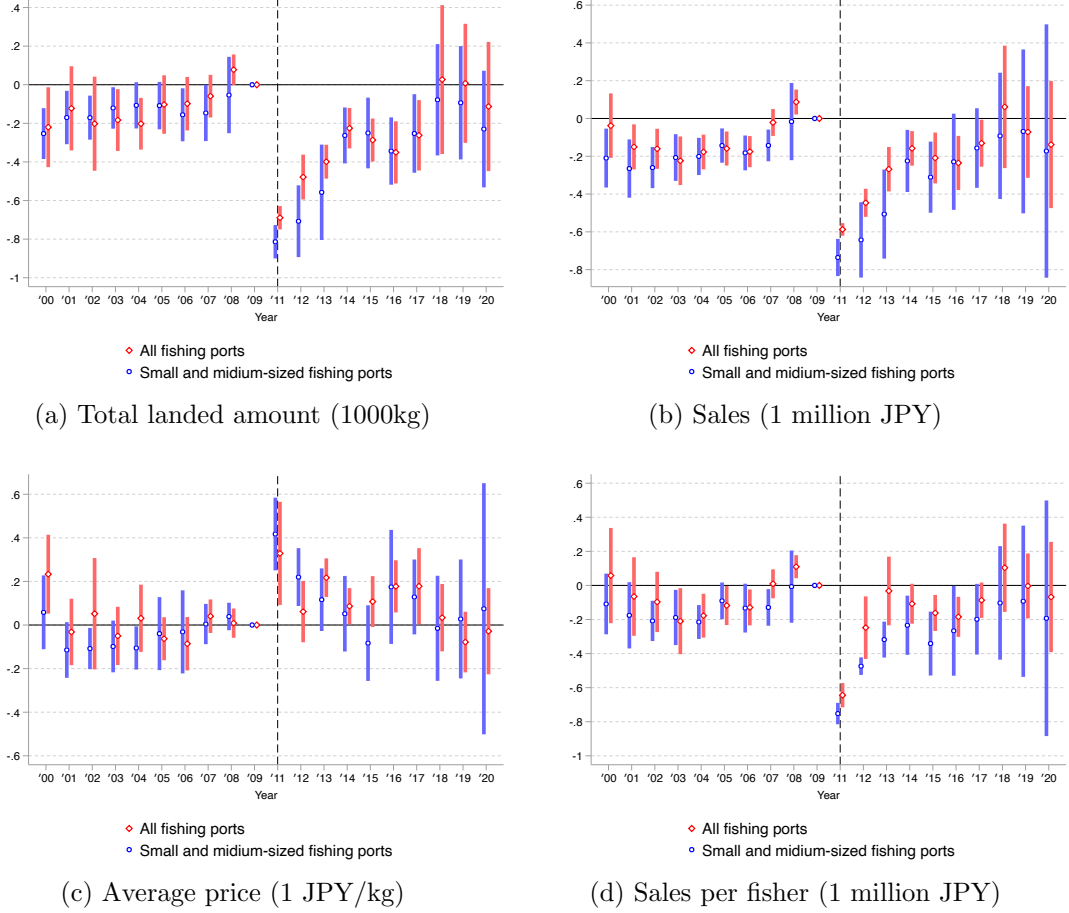 .4
.2
0
-.2
-.4
-.6
-.8
-1
'00 '01 '02 '03 '04 '05 '06 '07 '08 '09 '11 '12 '13 '14 '15 '16 '17 '18 '19 '20
Year
All fishing ports
Small and midium-sized fishing ports
(a) Total landed amount (1000kg)
.6
.4
.2
0
-.2
-.4
-.6
-.8
'00 '01 '02 '03 '04 '05 '06 '07 '08 '09 '11 '12 '13 '14 '15 '16 '17 '18 '19 '20
Year
All fishing ports
Small and midium-sized fishing ports
(b) Sales (1 million JPY)
.6
.4
.2
0
-.2
-.4
-.6
'00 '01 '02 '03 '04 '05 '06 '07 '08 '09 '11 '12 '13 '14 '15 '16 '17 '18 '19 '20
Year
All fishing ports
Small and midium-sized fishing ports
(c) Average price (1 JPY/kg)
.6
.4
.2
0
-.2
-.4
-.6
-.8
-1
'00 '01 '02 '03 '04 '05 '06 '07 '08 '09 '11 '12 '13 '14 '15 '16 '17 '18 '19 '20
Year
All fishing ports
Small and midium-sized fishing ports
(d) Sales per fisher (1 million JPY)